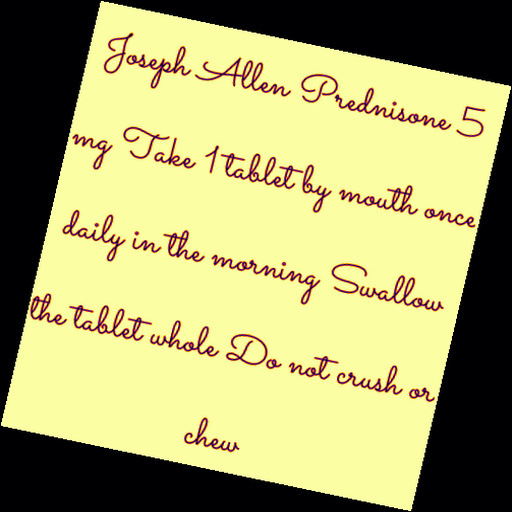 Joseph Allen Prednisone 5
mg Take 1 tablet by mouth once
daily in the morning Swallow
the tablet whole Do not crush or
chew